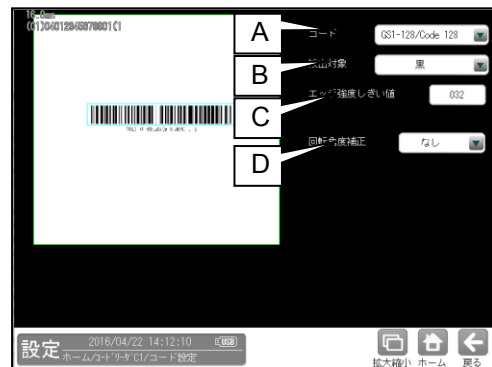 16.0ms
A
コード
GS1-128/Code 128
B
検出対象
黒
C
エッジ強度しきい値
032
D
回転角度補正
なし
設定
2016/04/22 14:12:10
USB
ホーム/コードリーダC1/コード設定
拡大縮小
ホーム
戻る